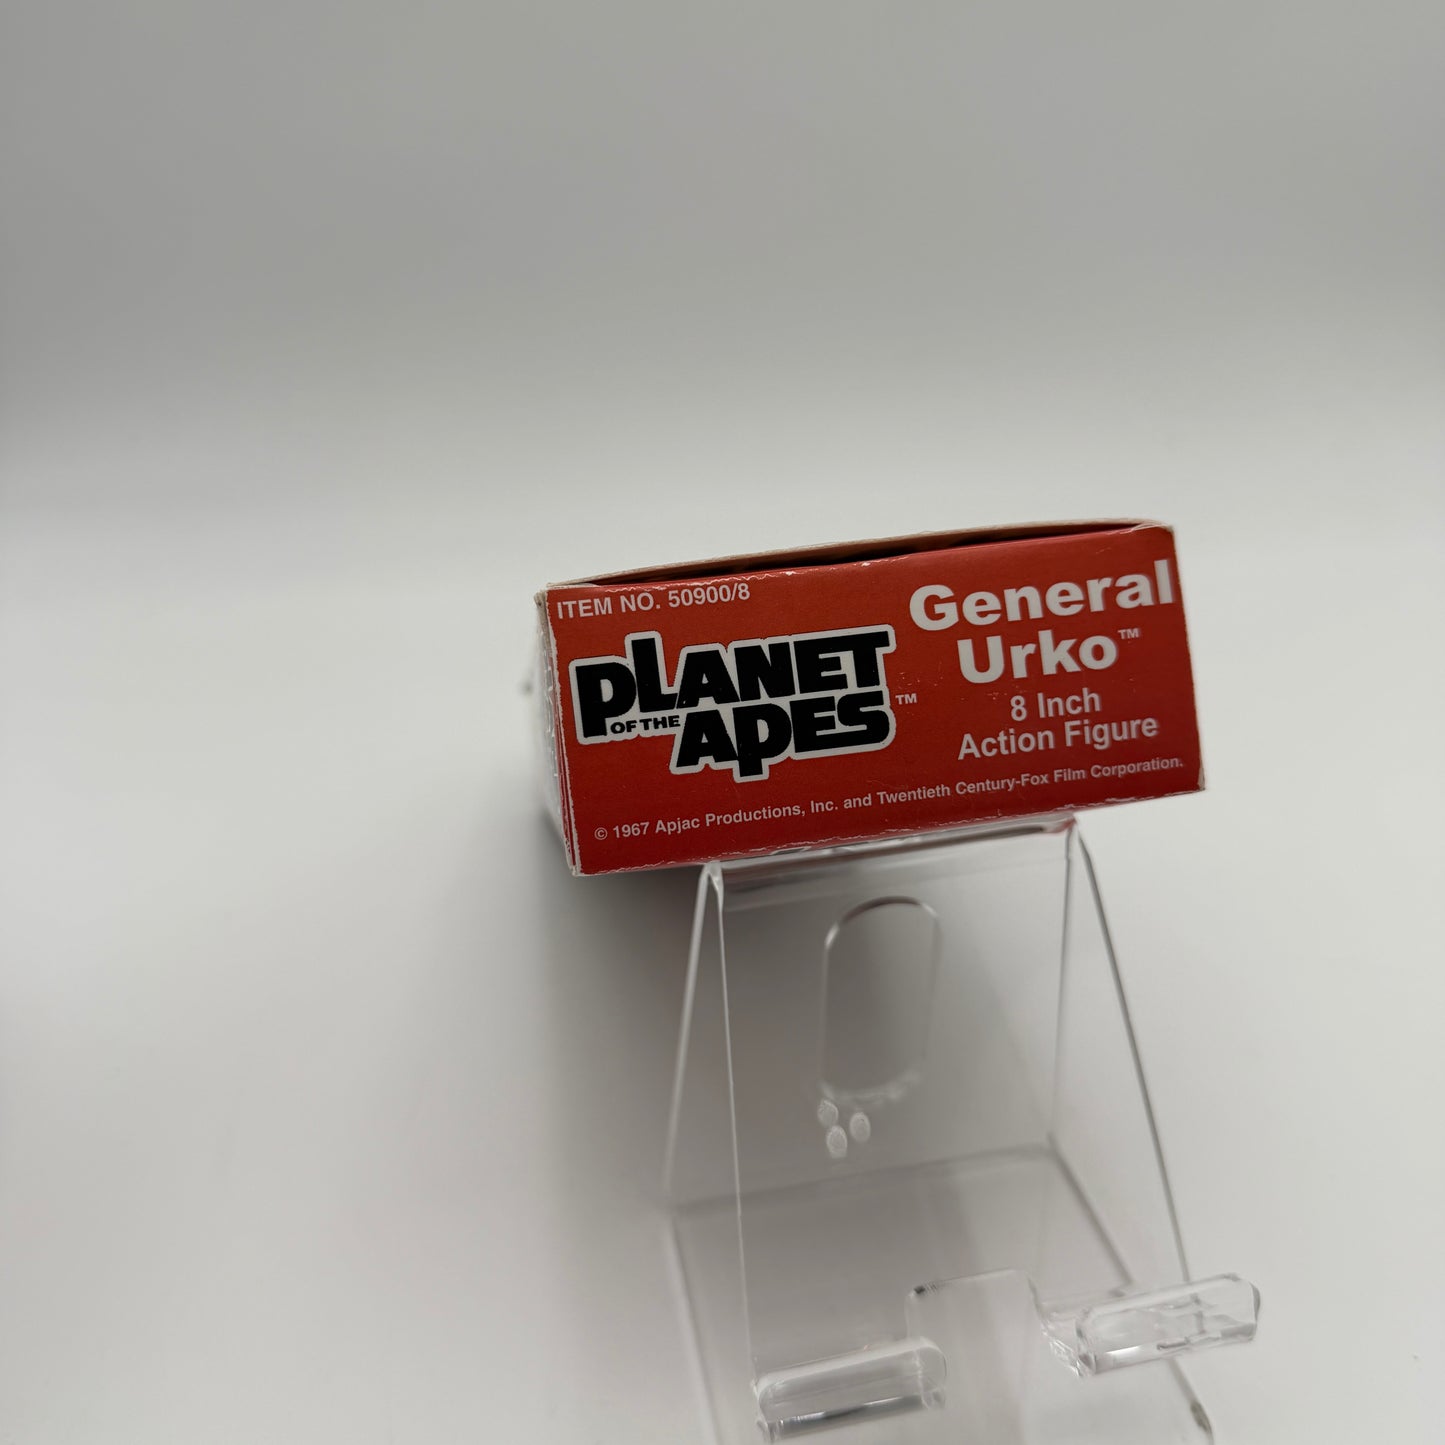 ITEM NO. 50900/8
PLANET
OF THE
APES™
General
Urko™
8 Inch
Action Figure
© 1967 Apjac Productions, Inc. and Twentieth Century-Fox Film Corporation.